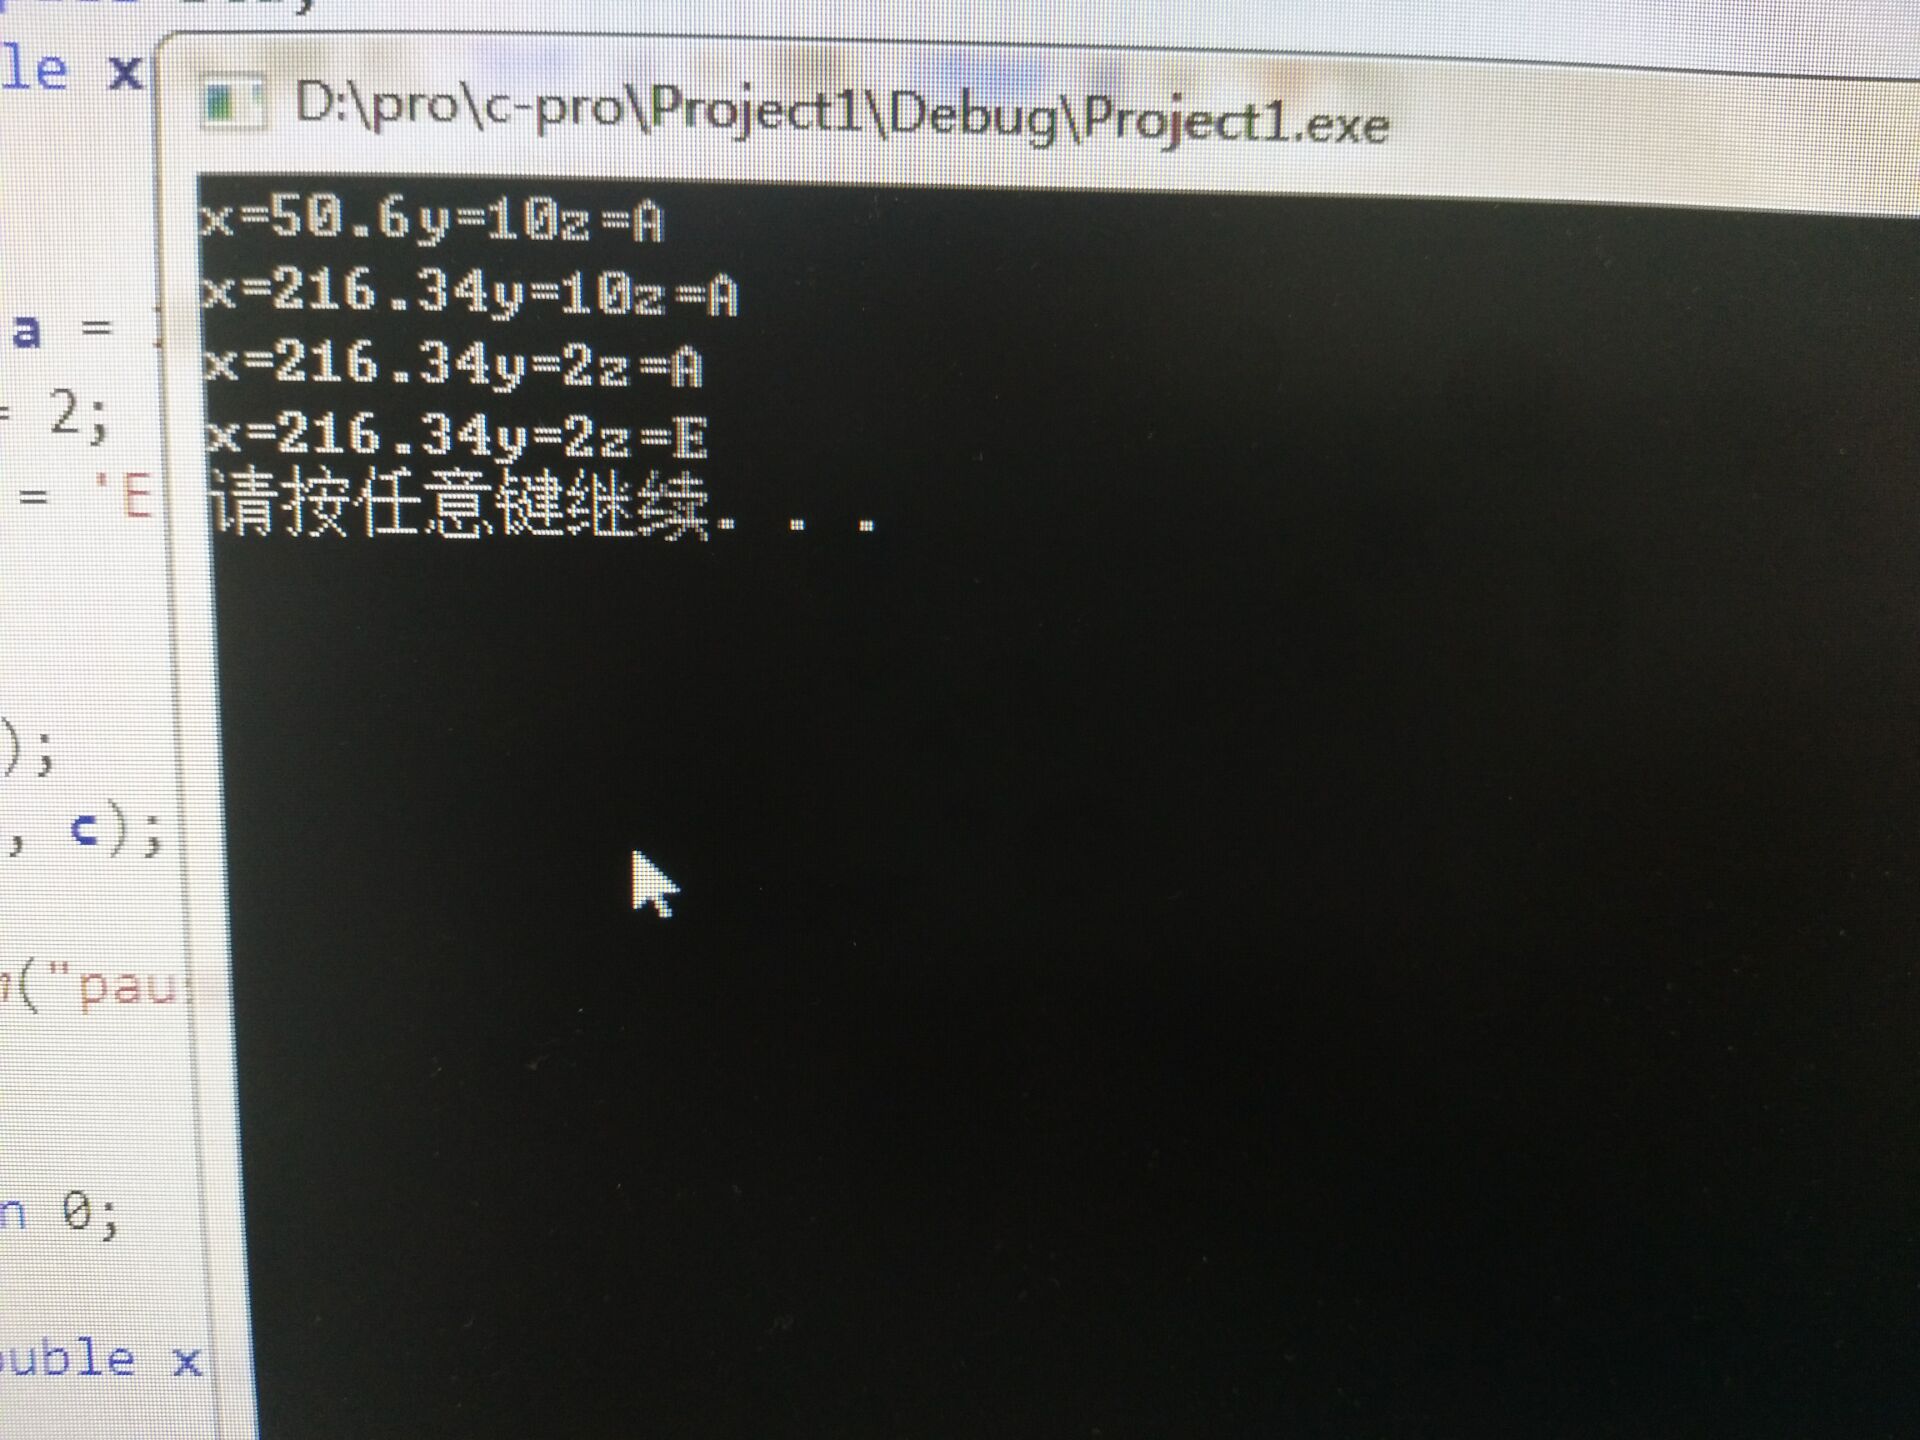 le x
D:\pro\c-pro\Project1\Debug\Project1.exe
x=50.6y=10z=A
x=216.34y=10z=A
a =
x=216.34y=2z=A
= 2;
x=216.34y=2z=E
= 'E
请按任意键继续. . .
);
, c);
("pau
n 0;
ouble x